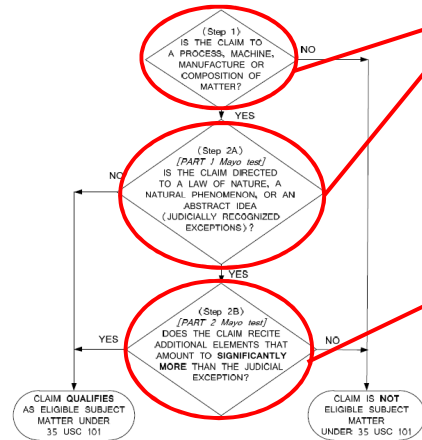 (Step 1)
IS THE CLAIM TO
A PROCESS, MACHINE,
MANUFACTURE OR
COMPOSITION OF
MATTER?
NO
YES
(Step 2A)
[PART 1 Mayo test]
IS THE CLAIM DIRECTED
TO A LAW OF NATURE, A
NATURAL PHENOMENON, OR AN
ABSTRACT IDEA
(JUDICIALLY RECOGNIZED
EXCEPTIONS)?
NO
YES
(Step 2B)
[PART 2 Mayo test]
DOES THE CLAIM RECITE
ADDITIONAL ELEMENTS THAT
AMOUNT TO SIGNIFICANTLY
MORE THAN THE JUDICIAL
EXCEPTION?
YES
NO
CLAIM QUALIFIES
AS ELIGIBLE SUBJECT
MATTER UNDER
35 USC 101
CLAIM IS NOT
ELIGIBLE SUBJECT
MATTER
UNDER 35 USC 101